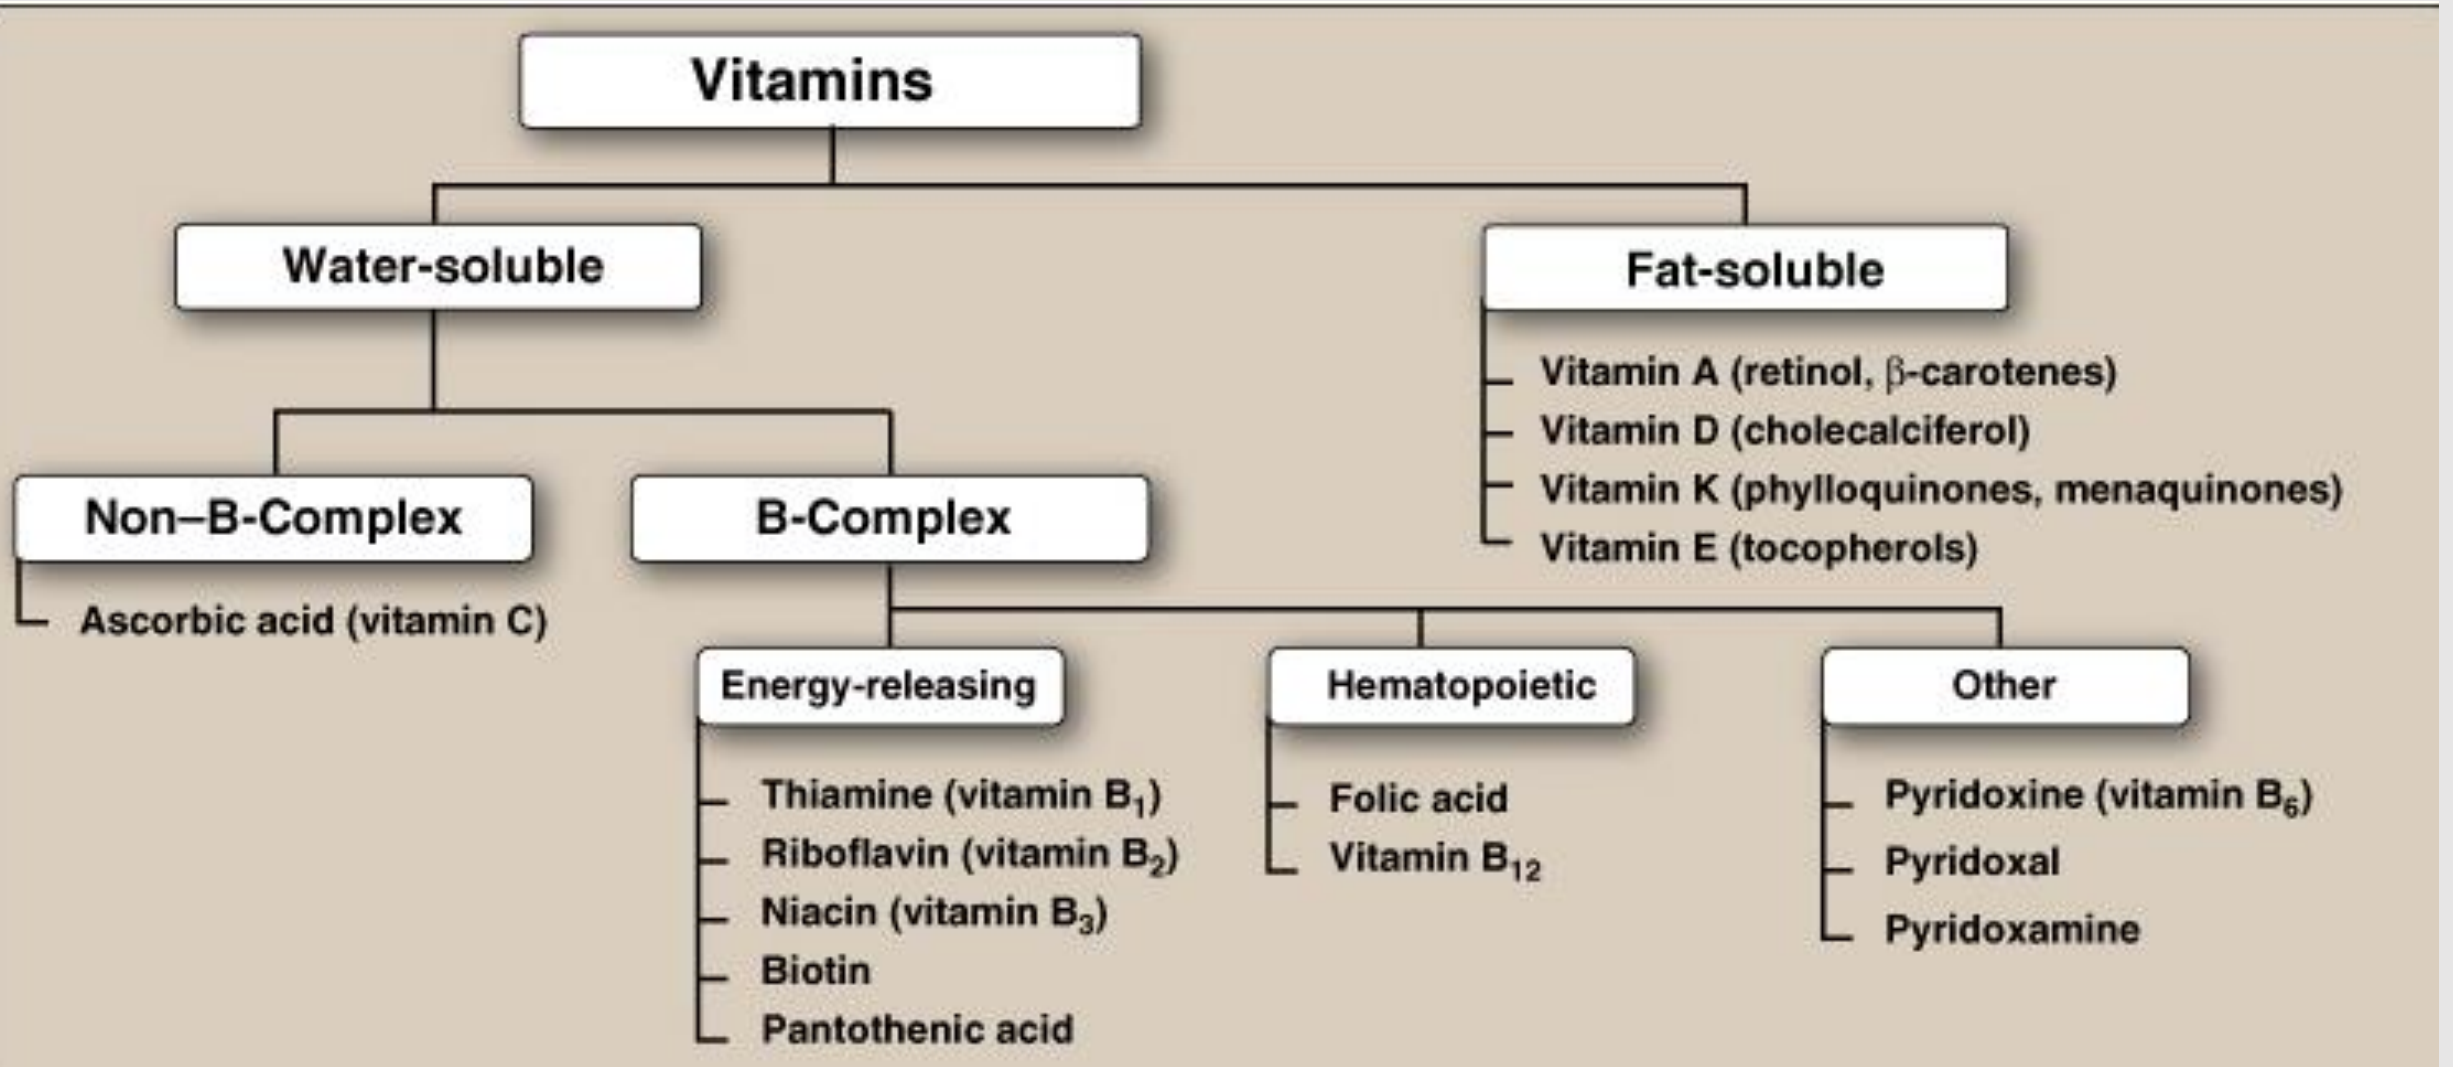 Vitamins
Water-soluble
Fat-soluble
Vitamin A (retinol, β-carotenes)
Vitamin D (cholecalciferol)
Vitamin K (phylloquinones, menaquinones)
Vitamin E (tocopherols)
Non–B-Complex
B-Complex
Ascorbic acid (vitamin C)
Energy-releasing
Hematopoietic
Other
Thiamine (vitamin B₁)
Riboflavin (vitamin B₂)
Niacin (vitamin B₃)
Biotin
Pantothenic acid
Folic acid
Vitamin B₁₂
Pyridoxine (vitamin B₆)
Pyridoxal
Pyridoxamine